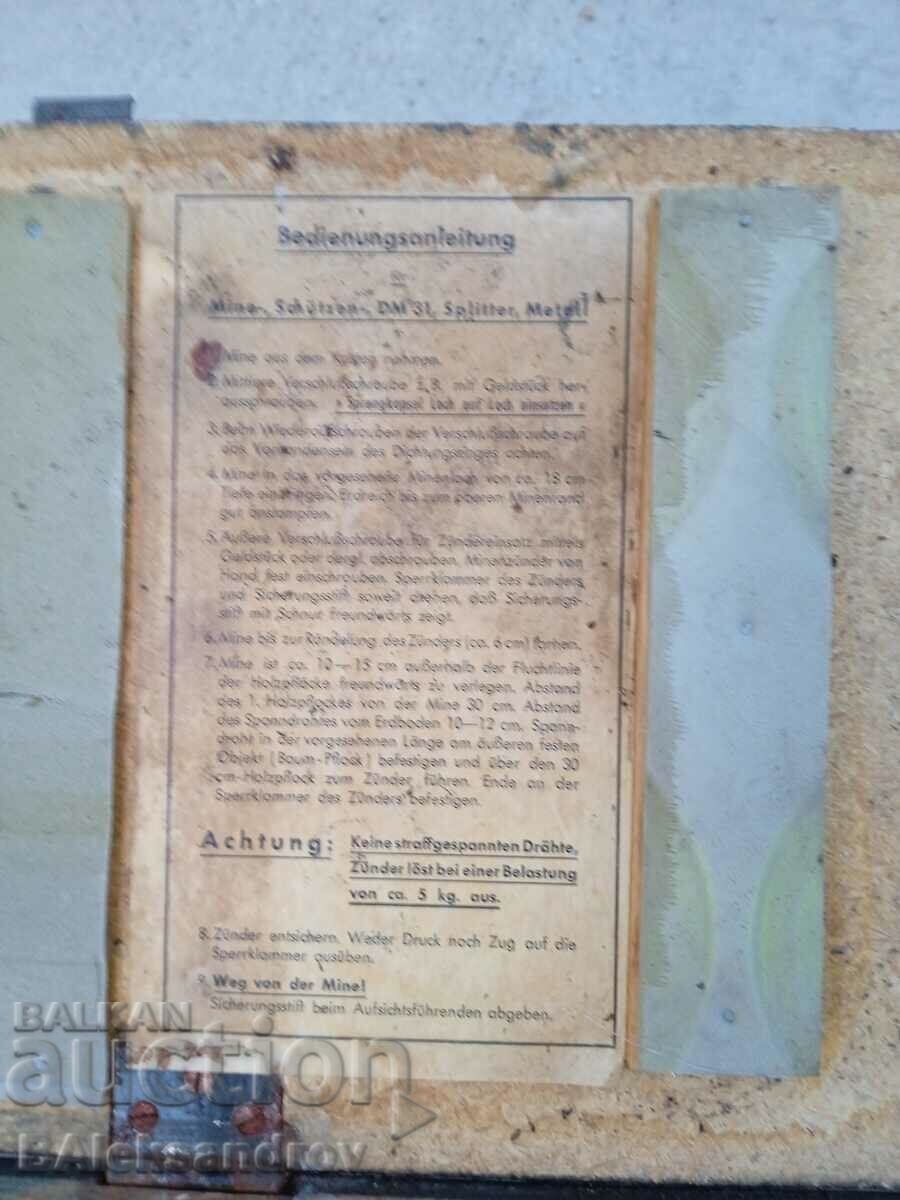 Bedienungsanleitung
für
Mine-, Schützen-, DM 31, Splitter, Metall
1. Mine aus dem
2. Mittlere Verschlußschraube z. B. mit Geldstück her-
ausschrauben. » Sprengkapsel Loch auf Loch einsetzen «
3. Beim der Verschlußschraube auf
das Vorhandensein des Dichtungsringes achten.
4. Mine in das vorgesehene Minenloch von ca. 18 cm
Tiefe Erdreich bis zum oberen Minenrand
gut anstampfen.
5. Äußere Verschlußschraube für Zündereinsatz mittels
Geldstück oder dergl. abschrauben. Minenzünder von
Hand fest einschrauben. Sperrklammer des Zünders
und Sicherungsstift soweit drehen, daß Sicherungs-
stift mit Schnur freundwärts zeigt.
6. Mine bis zur Rändelung des Zünders (ca. 6 cm) tarnen.
7. Mine ist ca. 10—15 cm außerhalb der Fluchtlinie
der Holzpflöcke freundwärts zu verlegen. Abstand
des 1. Holzpflockes von der Mine 30 cm. Abstand
des Spanndrahtes vom Erdboden 10—12 cm. Spann-
draht in der vorgesehenen Länge am äußeren festen
Objekt (Baum-Pflock) befestigen und über den 30
cm-Holzpflock zum Zünder führen. Ende an der
Sperrklammer des Zünders befestigen.
Achtung: Keine straffgespannten Drähte,
Zünder löst bei einer Belastung
von ca. 5 kg. aus.
8. Zünder entsichern. Weder Druck noch Zug auf die
Sperrklammer ausüben.
9. Weg von der Mine!
Sicherungsstift beim Aufsichtsführenden abgeben.
BALKAN
auction
BAleksandrov